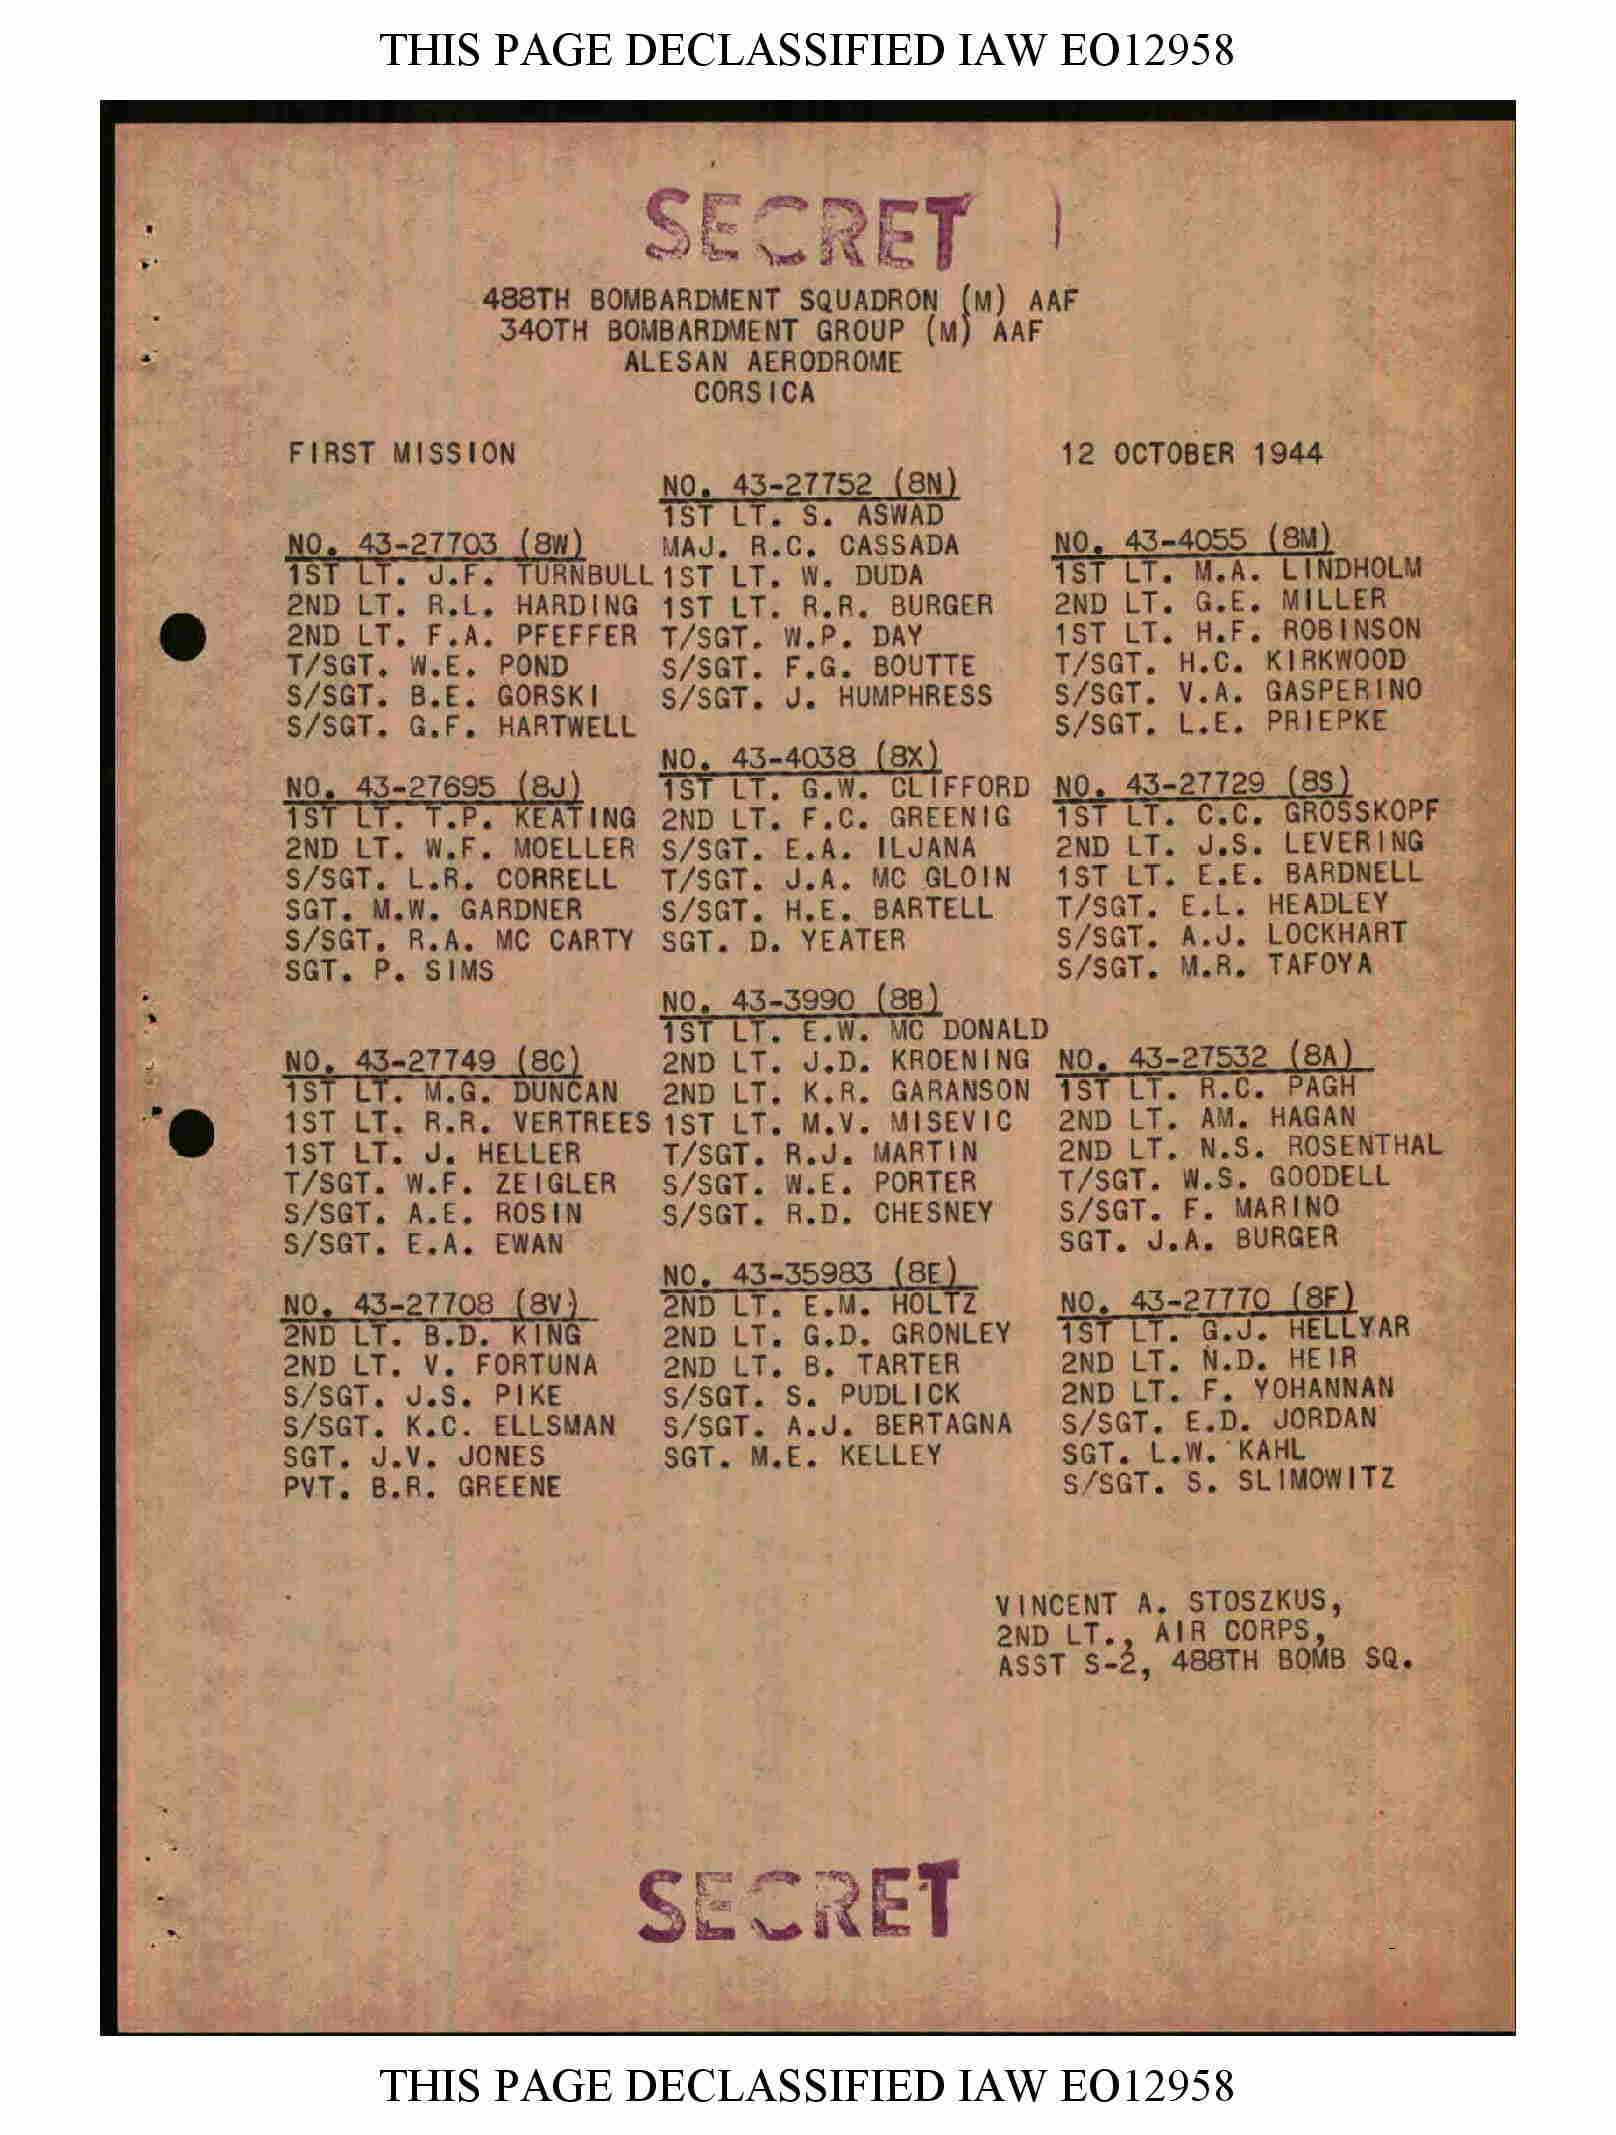 THIS PAGE DECLASSIFIED IAW EO12958
SECRET
488TH BOMBARDMENT SQUADRON (M) AAF
340TH BOMBARDMENT GROUP (M) AAF
ALESAN AERODROME
CORSICA
FIRST MISSION
12 OCTOBER 1944
NO. 43-27703 (8W)
1ST LT. J.F. TURNBULL
2ND LT. R.L. HARDING
2ND LT. F.A. PFEFFER
T/SGT. W.E. POND
S/SGT. B.E. GORSKI
S/SGT. G.F. HARTWELL
NO. 43-27695 (8J)
1ST LT. T.P. KEATING
2ND LT. W.F. MOELLER
S/SGT. L.R. CORRELL
SGT. M.W. GARDNER
S/SGT. R.A. MC CARTY
SGT. P. SIMS
NO. 43-27749 (8C)
1ST LT. M.G. DUNCAN
1ST LT. R.R. VERTREES
1ST LT. J. HELLER
T/SGT. W.F. ZEIGLER
S/SGT. A.E. ROSIN
S/SGT. E.A. EWAN
NO. 43-27708 (8V)
2ND LT. B.D. KING
2ND LT. V. FORTUNA
S/SGT. J.S. PIKE
S/SGT. K.C. ELLSMAN
SGT. J.V. JONES
PVT. B.R. GREENE
NO. 43-27752 (8N)
1ST LT. S. ASWAD
MAJ. R.C. CASSADA
1ST LT. W. DUDA
1ST LT. R.R. BURGER
T/SGT. W.P. DAY
S/SGT. F.G. BOUTTE
S/SGT. J. HUMPHRESS
NO. 43-4038 (8X)
1ST LT. G.W. CLIFFORD
2ND LT. F.C. GREENIG
S/SGT. E.A. ILJANA
T/SGT. J.A. MC GLOIN
S/SGT. H.E. BARTELL
SGT. D. YEATER
NO. 43-3990 (8B)
1ST LT. E.W. MC DONALD
2ND LT. J.D. KROENING
2ND LT. K.R. GARANSON
1ST LT. M.V. MISEVIC
T/SGT. R.J. MARTIN
S/SGT. W.E. PORTER
S/SGT. R.D. CHESNEY
NO. 43-35983 (8E)
2ND LT. E.M. HOLTZ
2ND LT. G.D. GRONLEY
2ND LT. B. TARTER
S/SGT. S. PUDLICK
S/SGT. A.J. BERTAGNA
SGT. M.E. KELLEY
NO. 43-4055 (8M)
1ST LT. M.A. LINDHOLM
2ND LT. G.E. MILLER
1ST LT. H.F. ROBINSON
T/SGT. H.C. KIRKWOOD
S/SGT. V.A. GASPERINO
S/SGT. L.E. PRIEPKE
NO. 43-27729 (8S)
1ST LT. C.C. GROSSKOPF
2ND LT. J.S. LEVERING
1ST LT. E.E. BARDNELL
T/SGT. E.L. HEADLEY
S/SGT. A.J. LOCKHART
S/SGT. M.R. TAFOYA
NO. 43-27532 (8A)
1ST LT. R.C. PAGH
2ND LT. AM. HAGAN
2ND LT. N.S. ROSENTHAL
T/SGT. W.S. GOODELL
S/SGT. F. MARINO
SGT. J.A. BURGER
NO. 43-27770 (8F)
1ST LT. G.J. HELLYAR
2ND LT. N.D. HEIR
2ND LT. F. YOHANNAN
S/SGT. E.D. JORDAN
SGT. L.W. KAHL
S/SGT. S. SLIMOWITZ
VINCENT A. STOSZKUS,
2ND LT., AIR CORPS,
ASST S-2, 488TH BOMB SQ.
SECRET
THIS PAGE DECLASSIFIED IAW EO12958